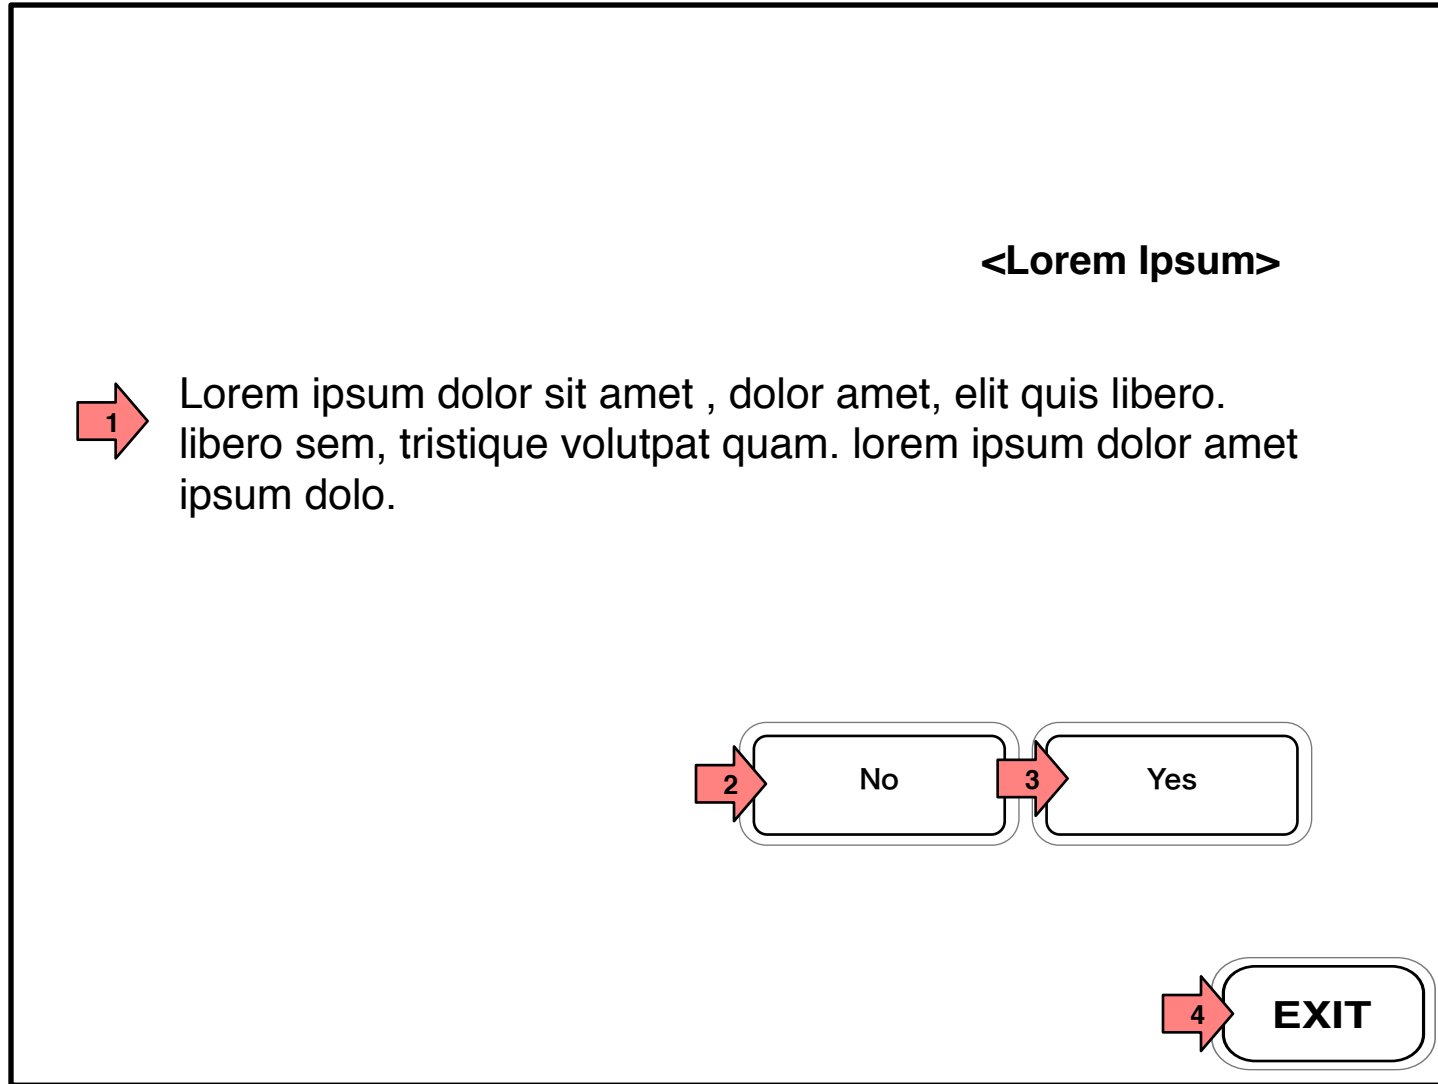 <Lorem Ipsum>
1
Lorem ipsum dolor sit amet , dolor amet, elit quis libero.
libero sem, tristique volutpat quam. lorem ipsum dolor amet
ipsum dolo.
2
No
3
Yes
4
EXIT